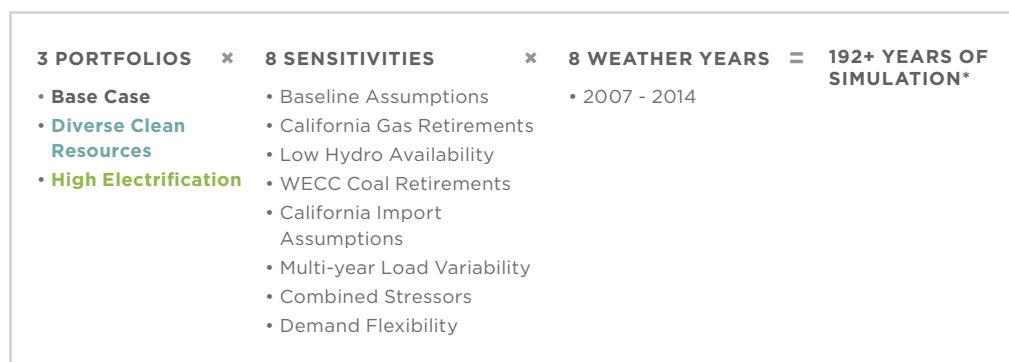 3 PORTFOLIOS × 8 SENSITIVITIES × 8 WEATHER YEARS = 192+ YEARS OF
SIMULATION*
• Base Case
• Diverse Clean
Resources
• High Electrification
• Baseline Assumptions
• California Gas Retirements
• Low Hydro Availability
• WECC Coal Retirements
• California Import
Assumptions
• Multi-year Load Variability
• Combined Stressors
• Demand Flexibility
• 2007 - 2014